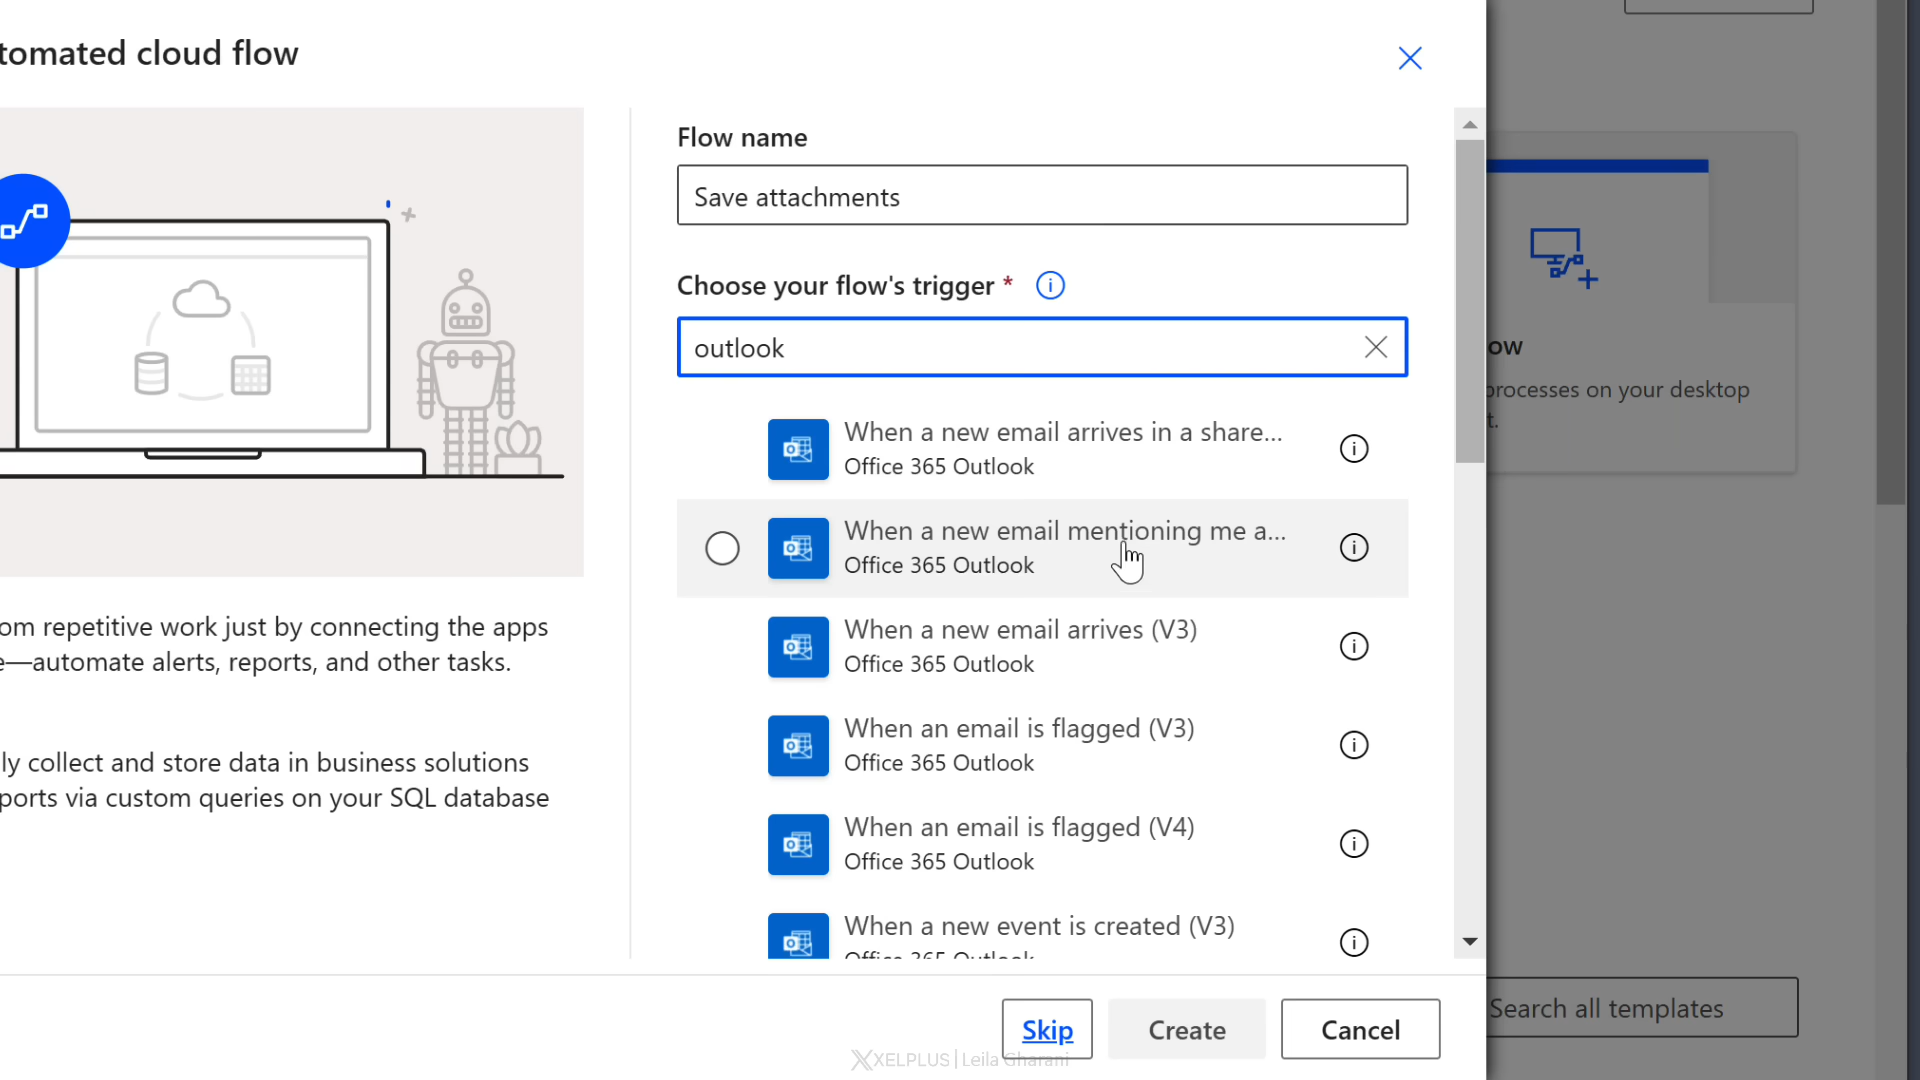 tomated cloud flow
Flow name
Save attachments
Choose your flow's trigger *
outlook
When a new email arrives in a share...
Office 365 Outlook
When a new email mentioning me a...
Office 365 Outlook
When a new email arrives (V3)
Office 365 Outlook
When an email is flagged (V3)
Office 365 Outlook
When an email is flagged (V4)
Office 365 Outlook
When a new event is created (V3)
Office 365 Outlook
om repetitive work just by connecting the apps
e—automate alerts, reports, and other tasks.
ly collect and store data in business solutions
ports via custom queries on your SQL database
ow
processes on your desktop
t.
Search all templates
Skip
Create
Cancel
XELPLUS | Leila Gharani